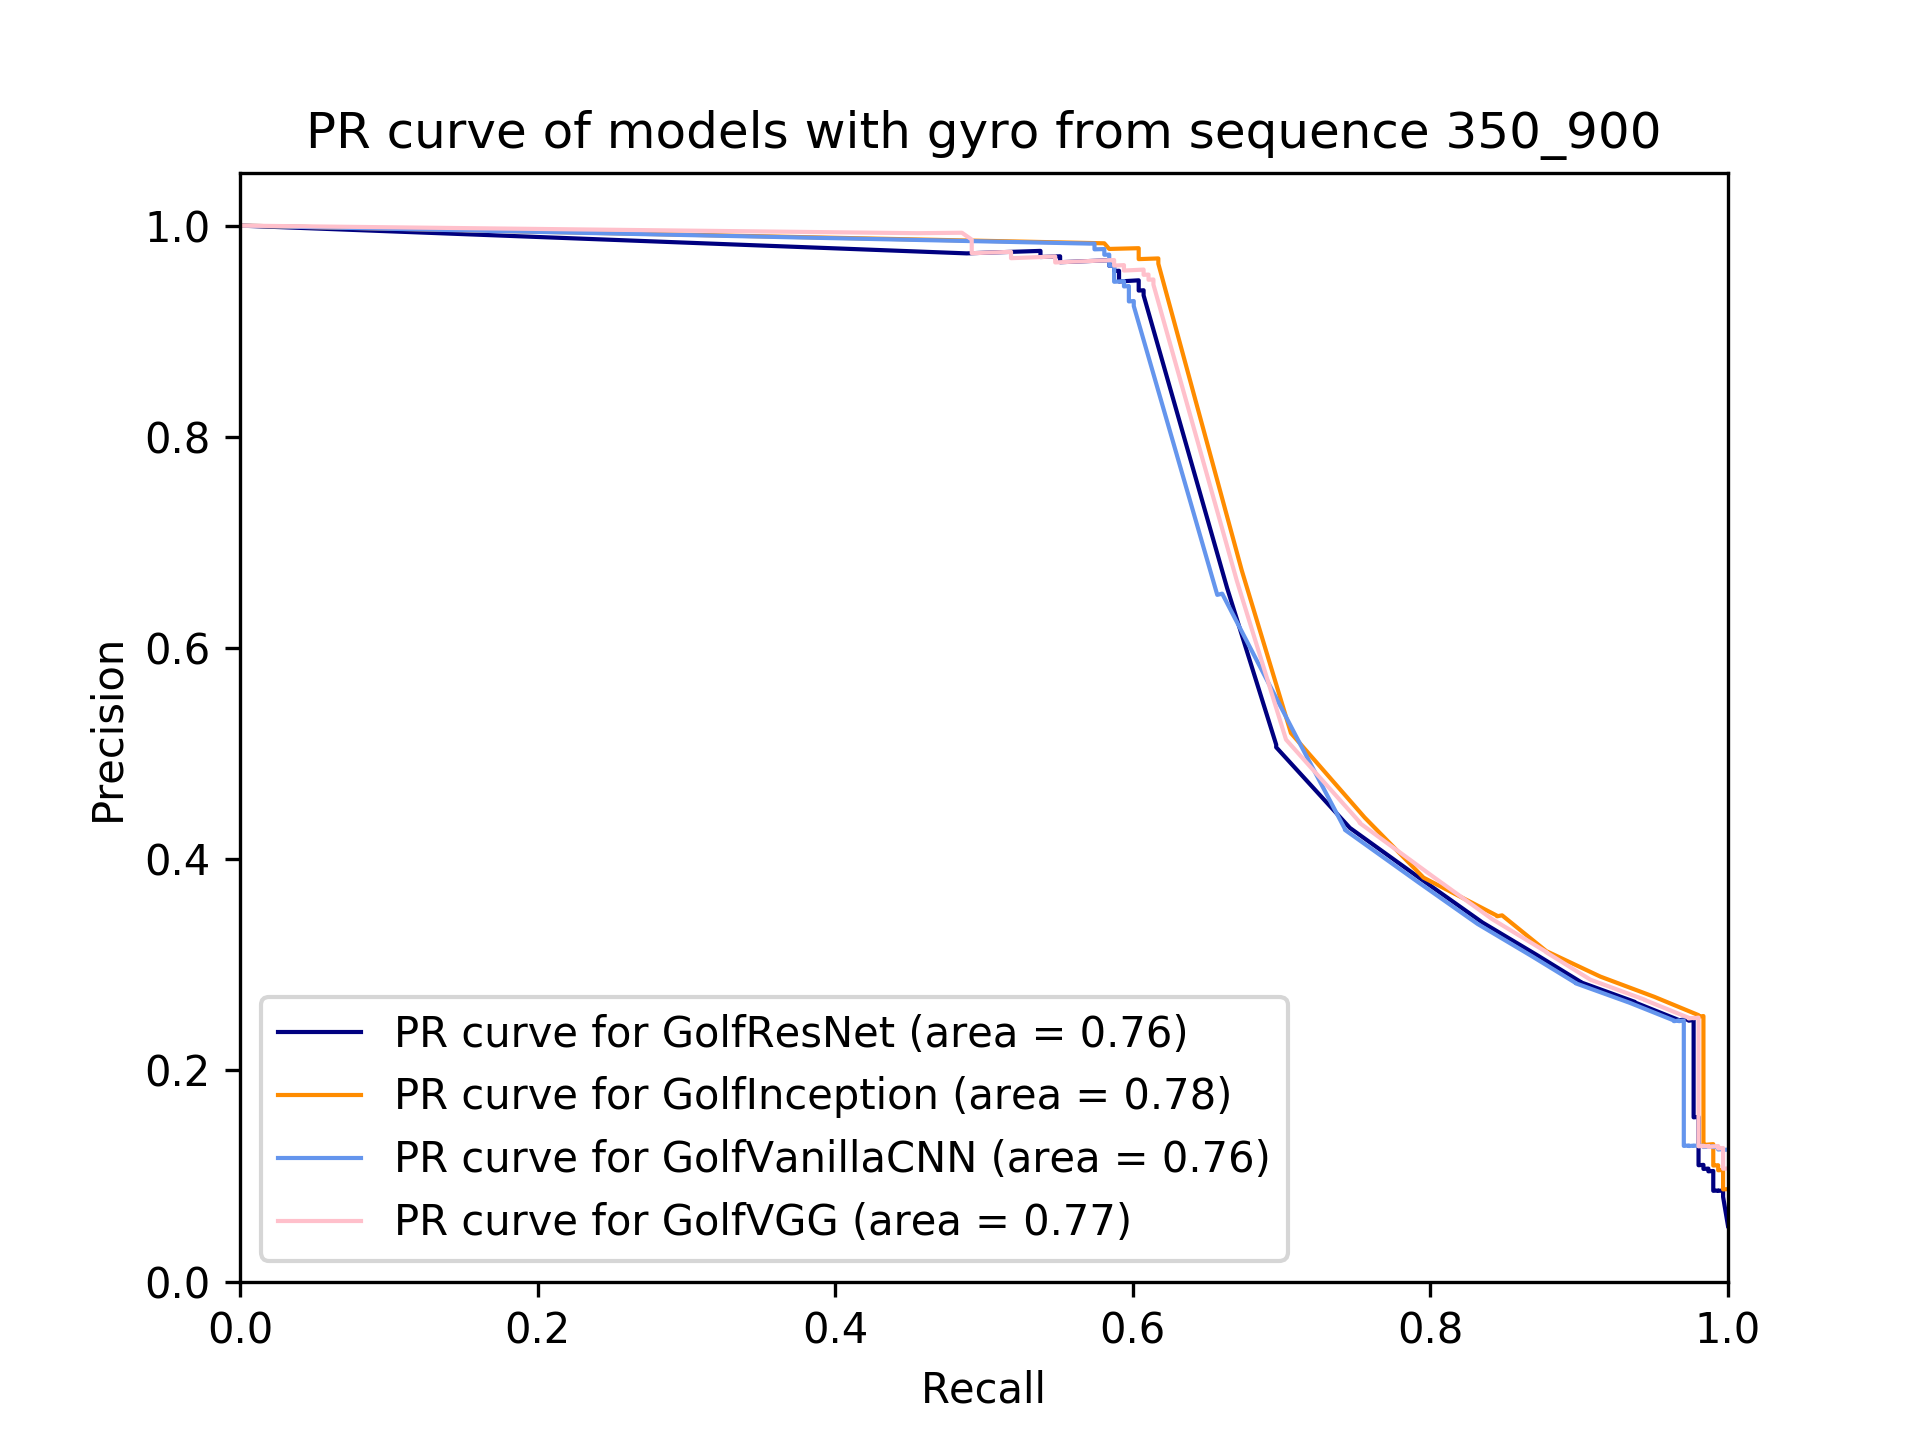 PR curve of models with gyro from sequence 350_900
1.0
0.8
0.6
0.4
0.2
0.0
Precision
PR curve for GolfResNet (area = 0.76)
PR curve for GolfInception (area = 0.78)
PR curve for GolfVanillaCNN (area = 0.76)
PR curve for GolfVGG (area = 0.77)
0.0 0.2 0.4 0.6 0.8 1.0
Recall